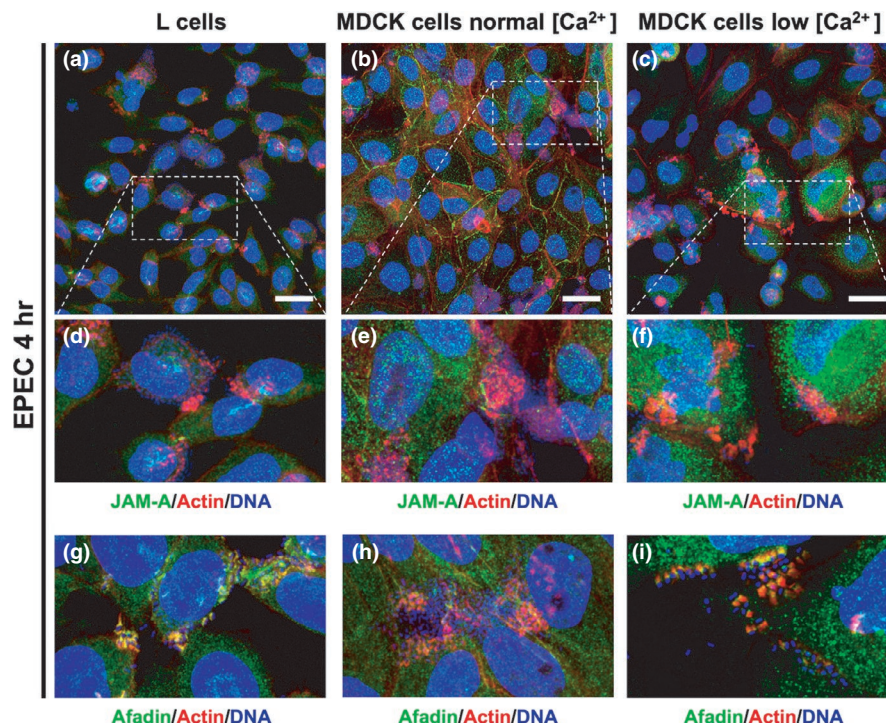 L cells
MDCK cells normal [Ca²⁺]
MDCK cells low [Ca²⁺]
EPEC 4 hr
(a)
(b)
(c)
(d)
(e)
(f)
JAM-A/Actin/DNA
JAM-A/Actin/DNA
JAM-A/Actin/DNA
(g)
(h)
(i)
Afadin/Actin/DNA
Afadin/Actin/DNA
Afadin/Actin/DNA